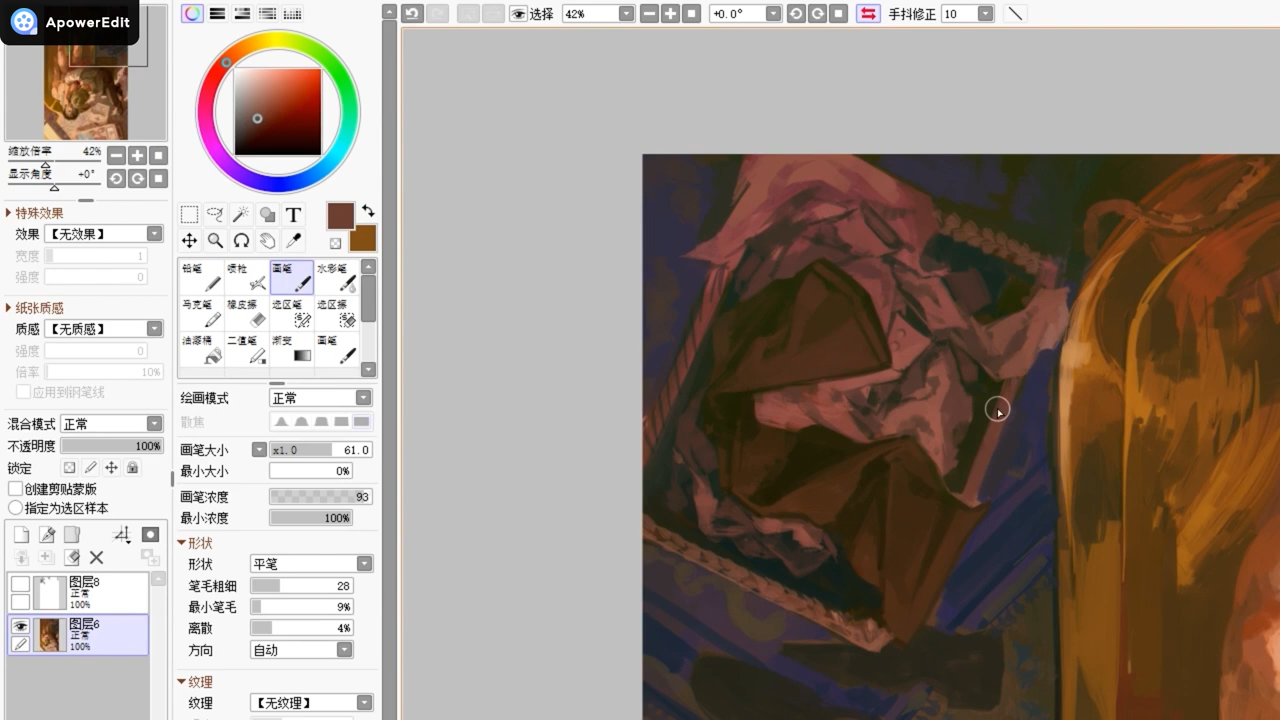 ApowerEdit
选择
42%
+0.0°
手抖修正
10
缩放倍率
42%
显示角度
+0°
特殊效果
效果
【无效果】
宽度
1
强度
0
纸张质感
质感
【无质感】
强度
0
倍率
10%
应用到钢笔线
混合模式
正常
不透明度
100%
锁定
创建剪贴蒙版
指定为选区样本
图层8
正常
100%
图层6
正常
100%
T
铅笔
喷枪
画笔
水彩笔
马克笔
橡皮擦
选区笔
选区擦
油漆桶
二值笔
渐变
画笔
绘画模式
正常
散焦
画笔大小
x1.0
61.0
最小大小
0%
画笔浓度
93
最小浓度
100%
形状
形状
平笔
笔毛粗细
28
最小笔毛
9%
离散
4%
方向
自动
纹理
纹理
【无纹理】